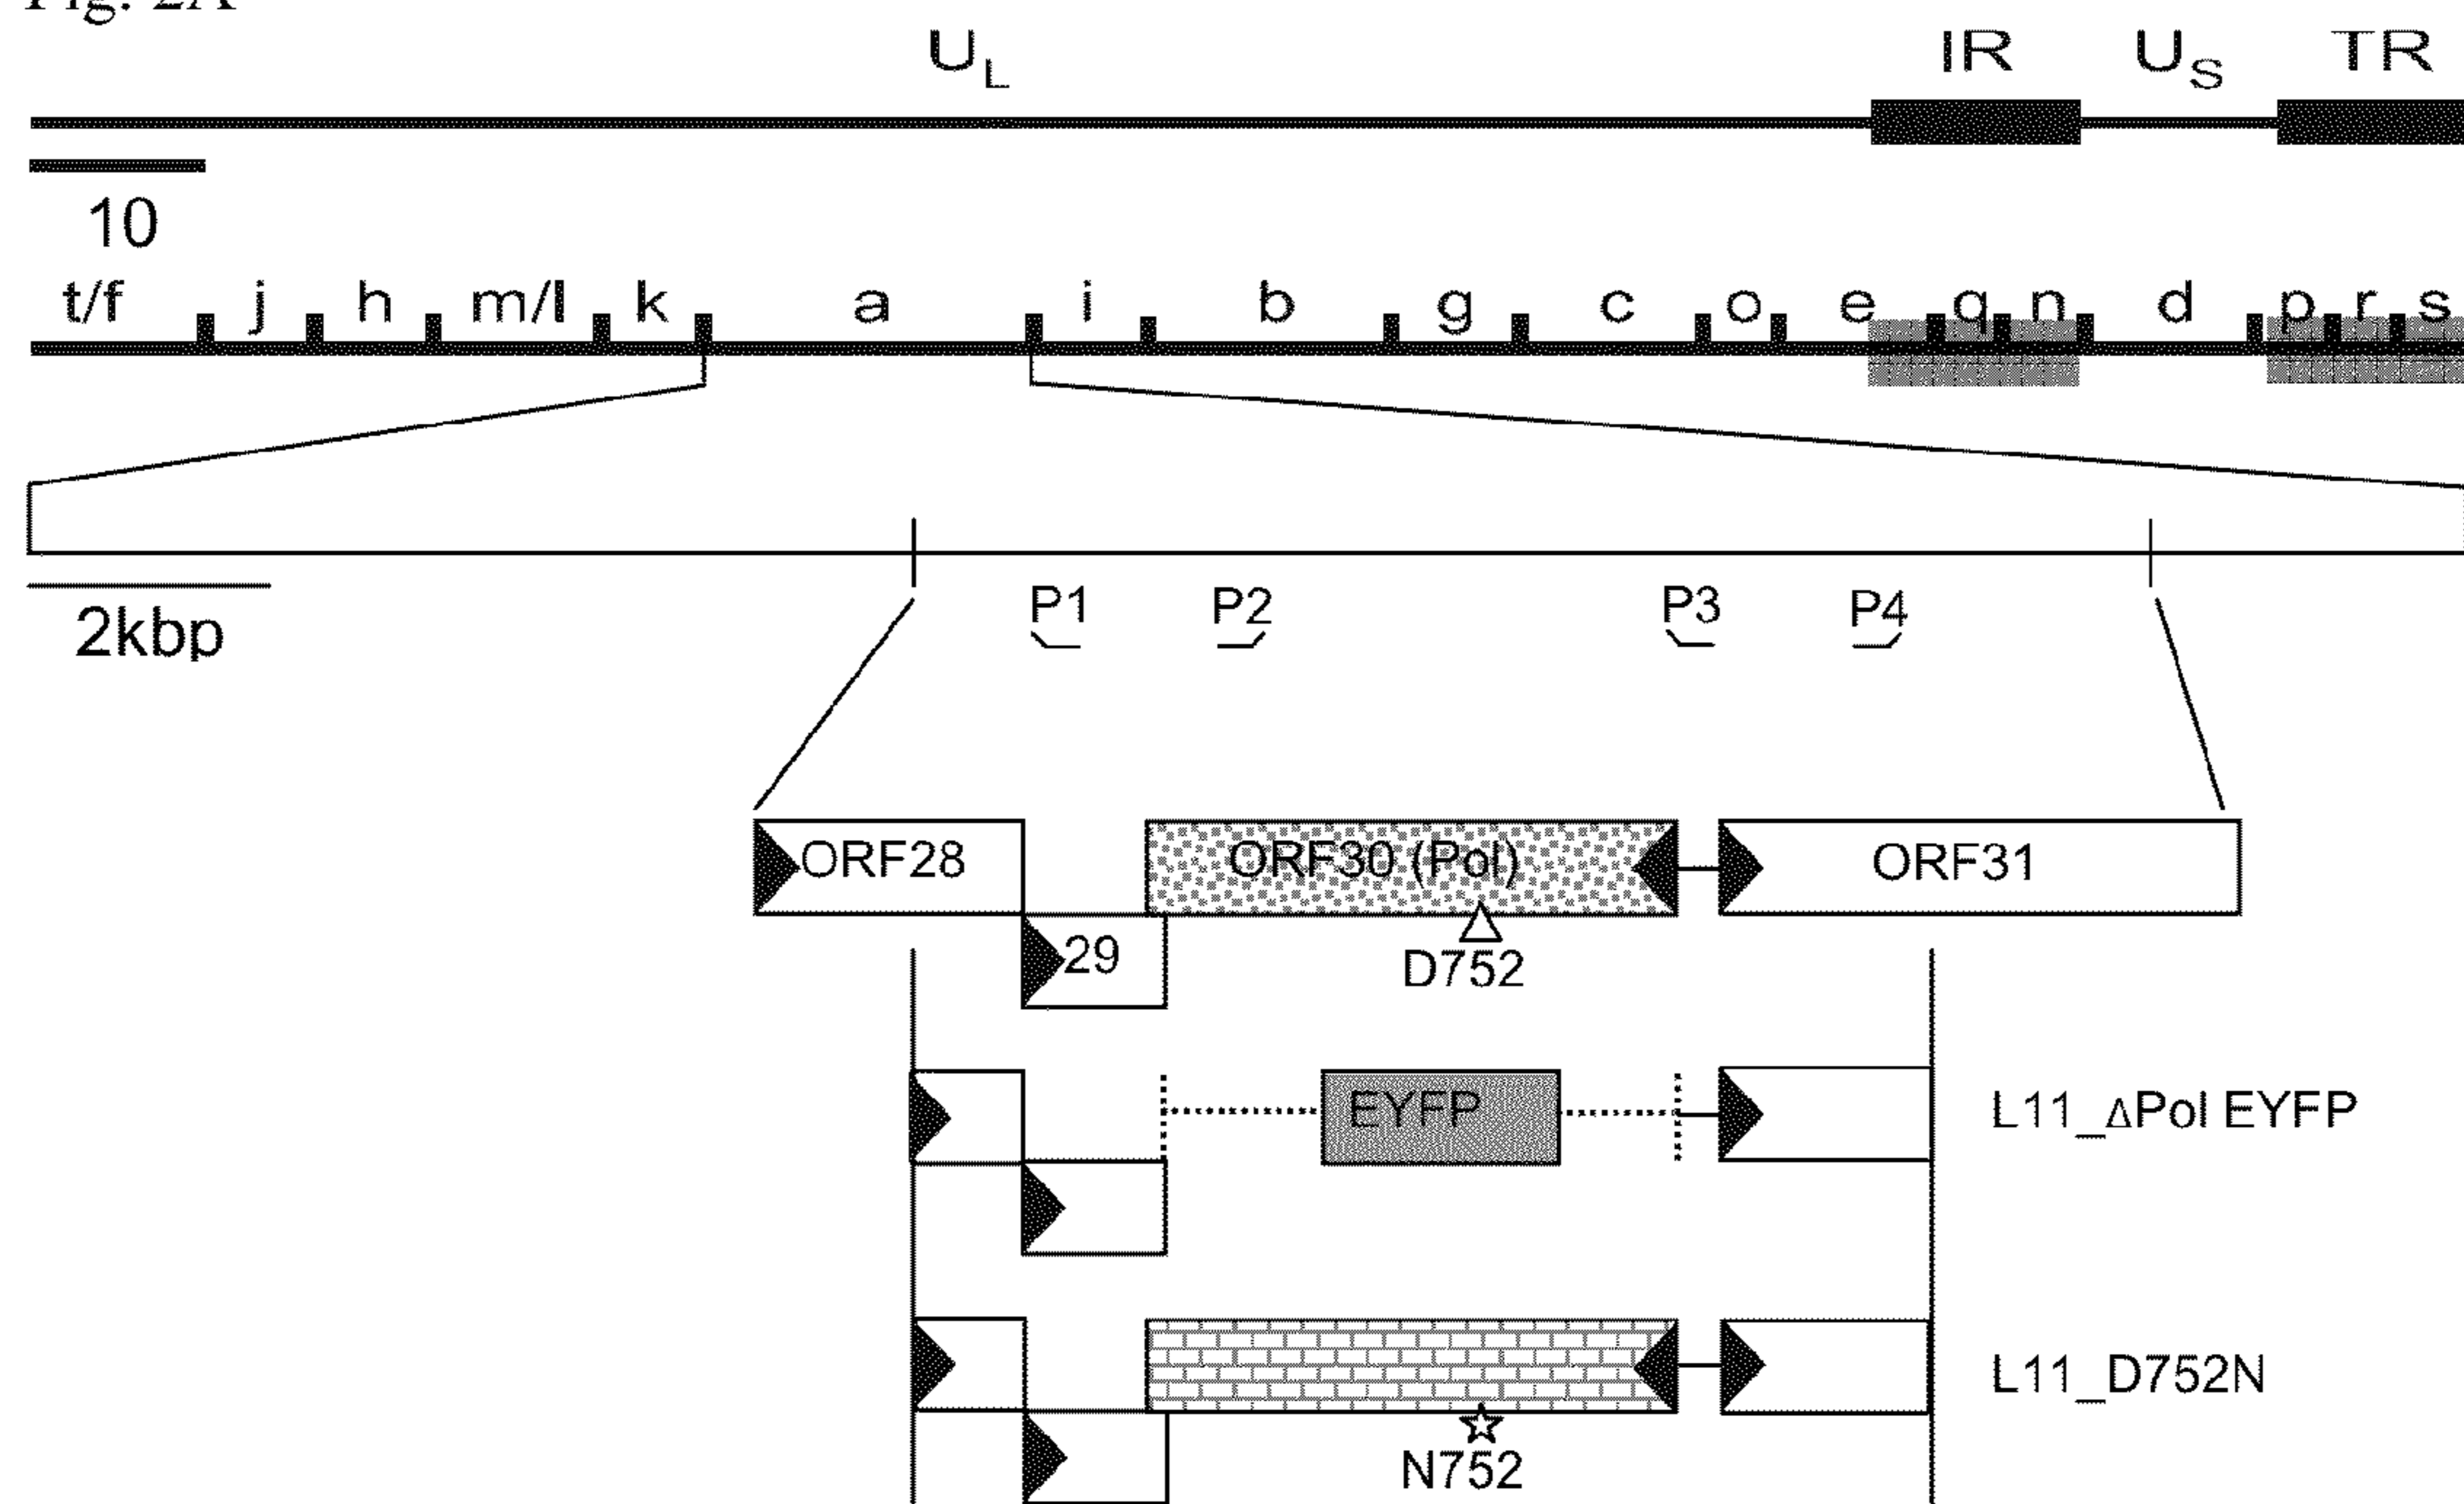 Fig. 2A
UL IR US TR
10
t/f j h m/l k a i b g c o e q n d p r s
2kbp P1 P2 P3 P4
ORF28 ORF30 (Pol) ORF31
29 D752
EYFP L11_ΔPol EYFP
L11_D752N
N752